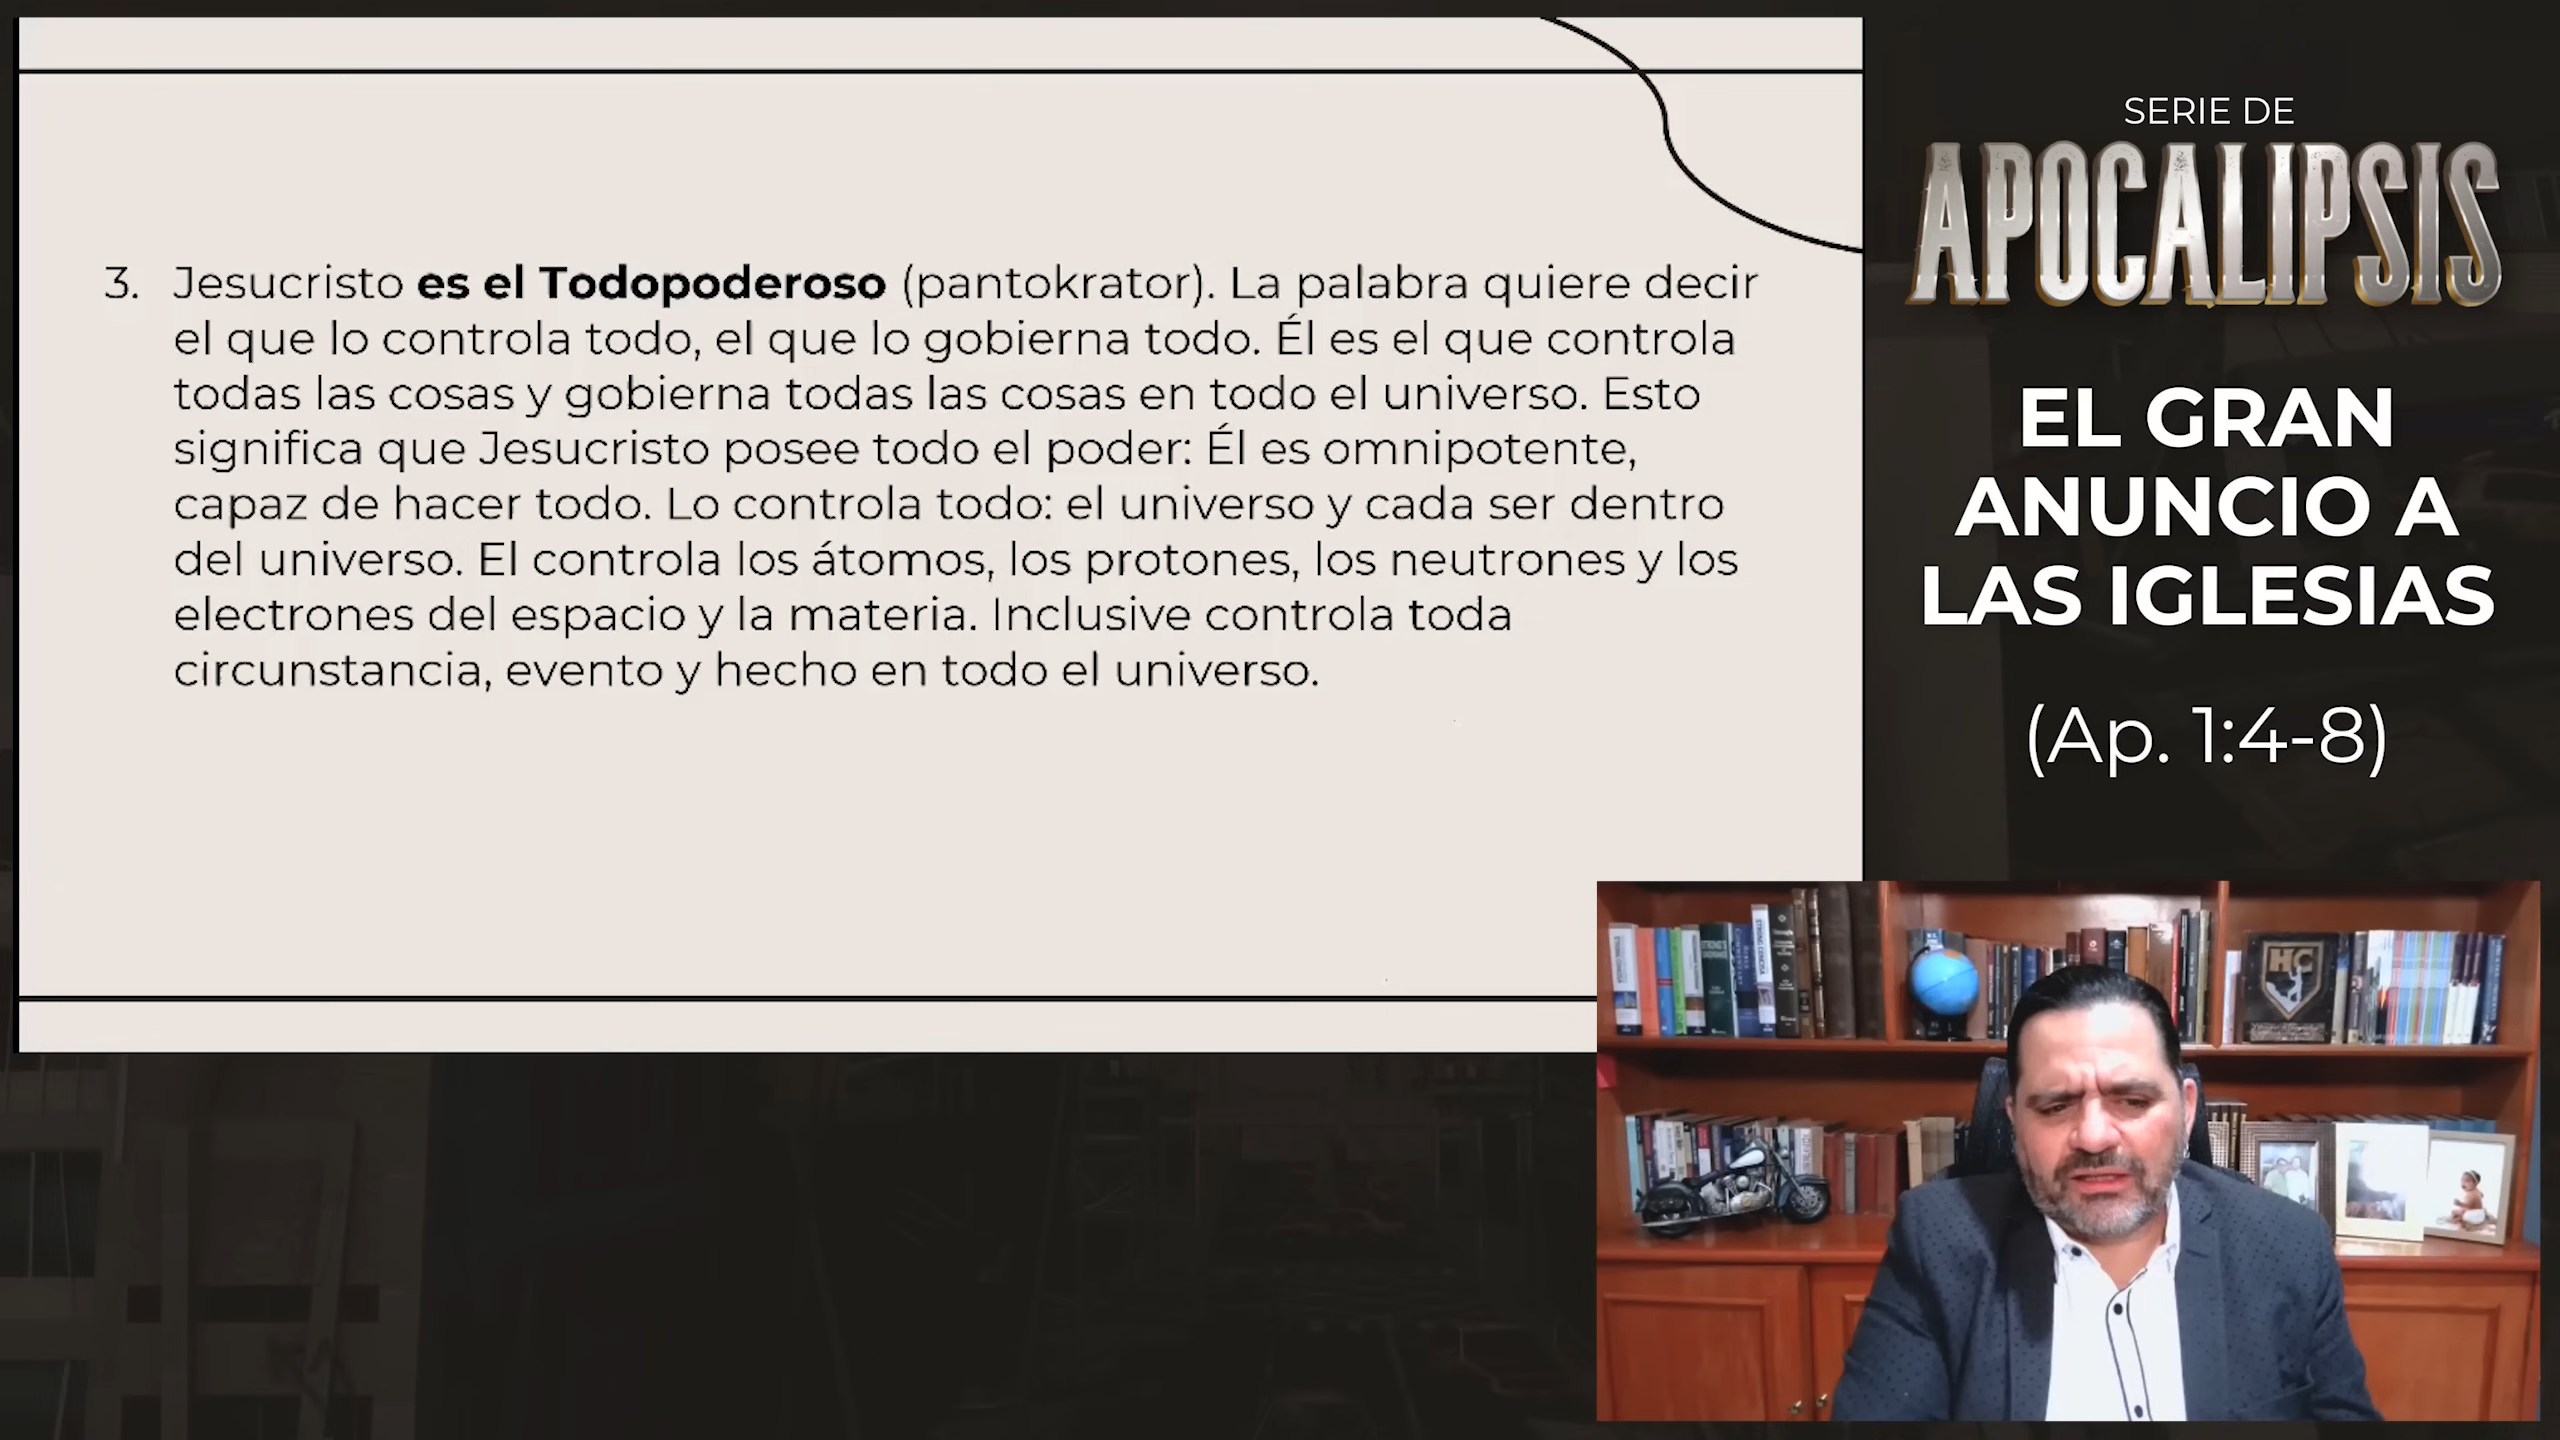 3. Jesucristo es el Todopoderoso (pantokrator). La palabra quiere decir
el que lo controla todo, el que lo gobierna todo. Él es el que controla
todas las cosas y gobierna todas las cosas en todo el universo. Esto
significa que Jesucristo posee todo el poder: Él es omnipotente,
capaz de hacer todo. Lo controla todo: el universo y cada ser dentro
del universo. El controla los átomos, los protones, los neutrones y los
electrones del espacio y la materia. Inclusive controla toda
circunstancia, evento y hecho en todo el universo.
SERIE DE
APOCALIPSIS
EL GRAN
ANUNCIO A
LAS IGLESIAS
(Ap. 1:4-8)
HC